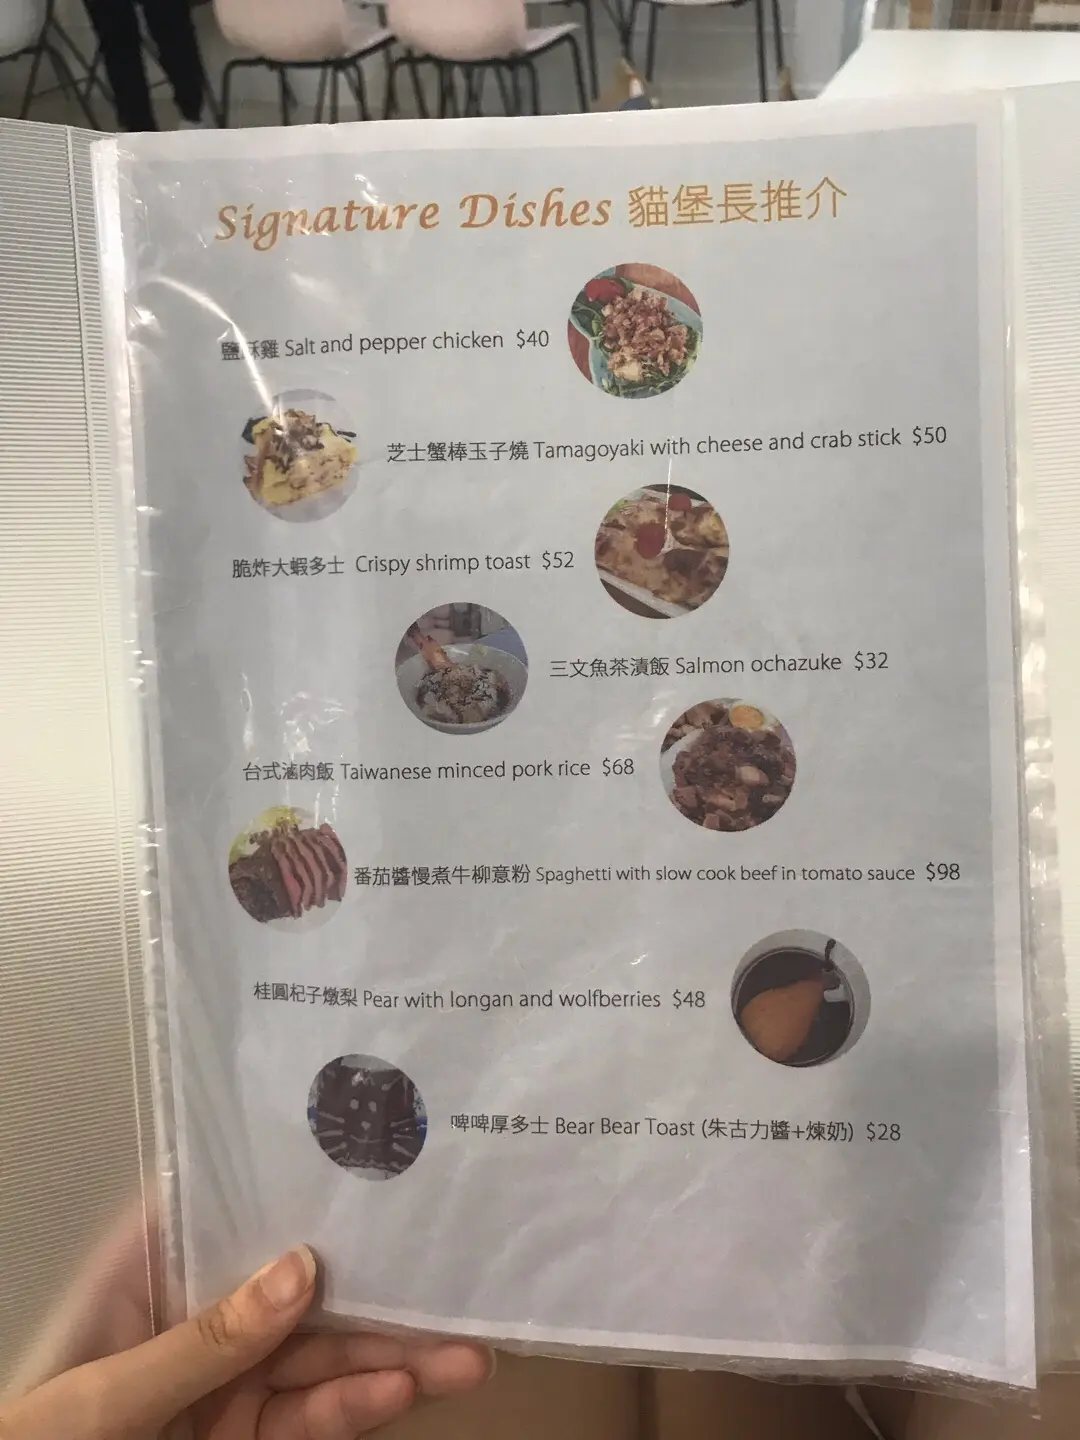 Signature Dishes 貓堡長推介
鹽酥雞 Salt and pepper chicken $40
芝士蟹棒玉子燒 Tamagoyaki with cheese and crab stick $50
脆炸大蝦多士 Crispy shrimp toast $52
三文魚茶漬飯 Salmon ochazuke $32
台式滷肉飯 Taiwanese minced pork rice $68
番茄醬慢煮牛柳意粉 Spaghetti with slow cook beef in tomato sauce $98
桂圓杞子燉梨 Pear with longan and wolfberries $48
啤啤厚多士 Bear Bear Toast (朱古力醬+煉奶) $28